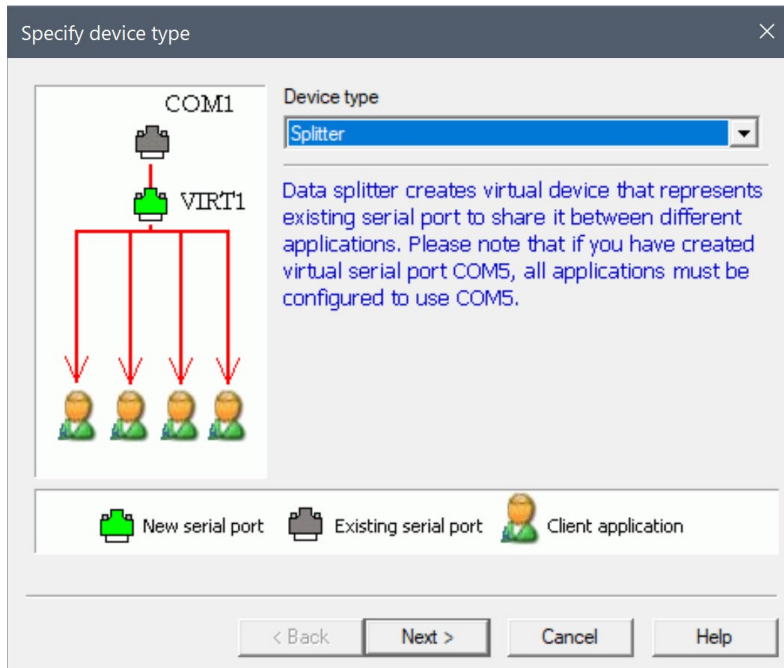 Specify device type
COM1
VIRT1
Device type
Splitter
Data splitter creates virtual device that represents
existing serial port to share it between different
applications. Please note that if you have created
virtual serial port COM5, all applications must be
configured to use COM5.
New serial port
Existing serial port
Client application
< Back
Next >
Cancel
Help